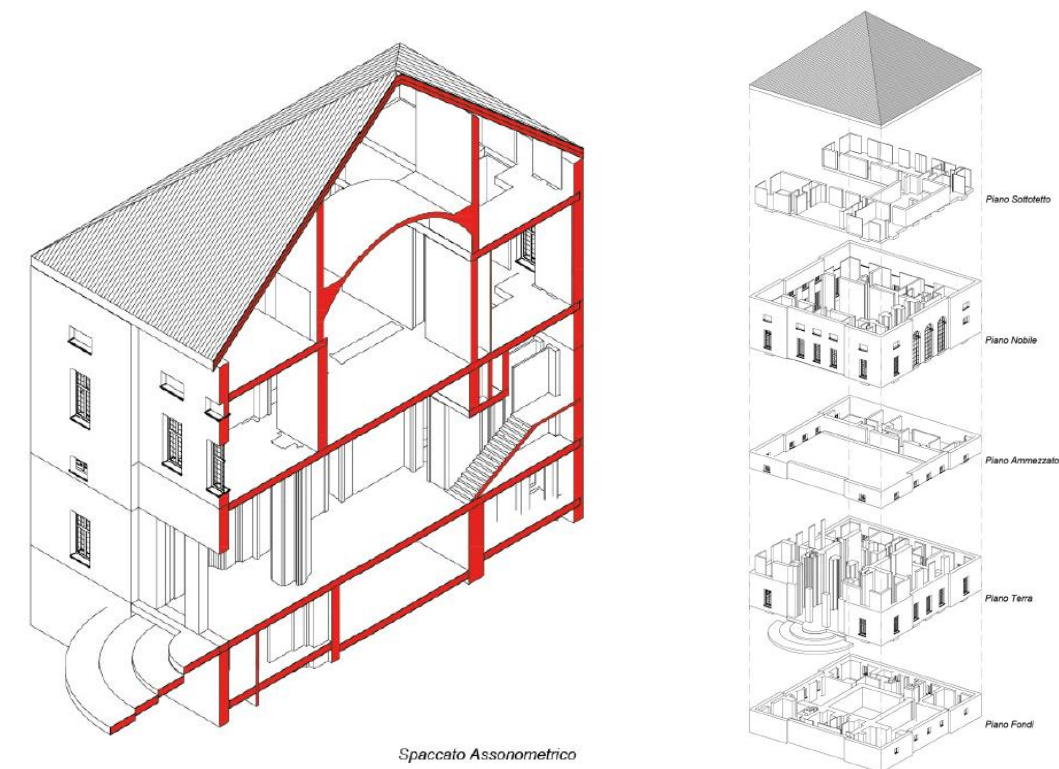 Piano Sottotetto
Piano Nobile
Piano Ammezzato
Piano Terra
Piano Fondi
Spaccato Assonometrico